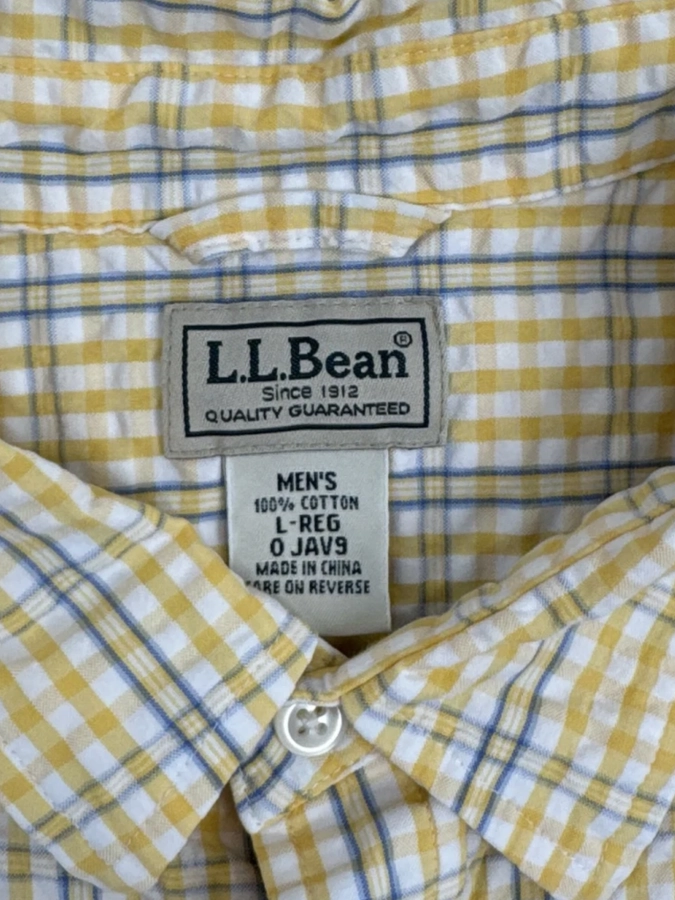 L.L.Bean®
Since 1912
QUALITY GUARANTEED
MEN'S
100% COTTON
L-REG
0 JAV9
MADE IN CHINA
CARE ON REVERSE